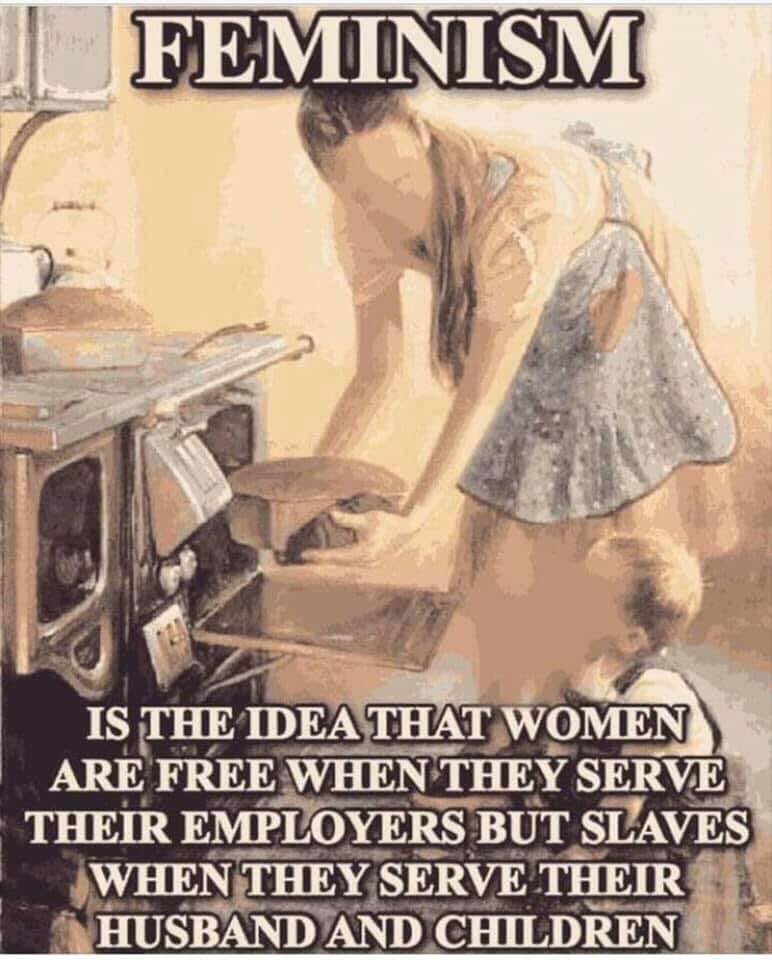 FEMINISM
IS THE IDEA THAT WOMEN
ARE FREE WHEN THEY SERVE
THEIR EMPLOYERS BUT SLAVES
WHEN THEY SERVE THEIR
HUSBAND AND CHILDREN